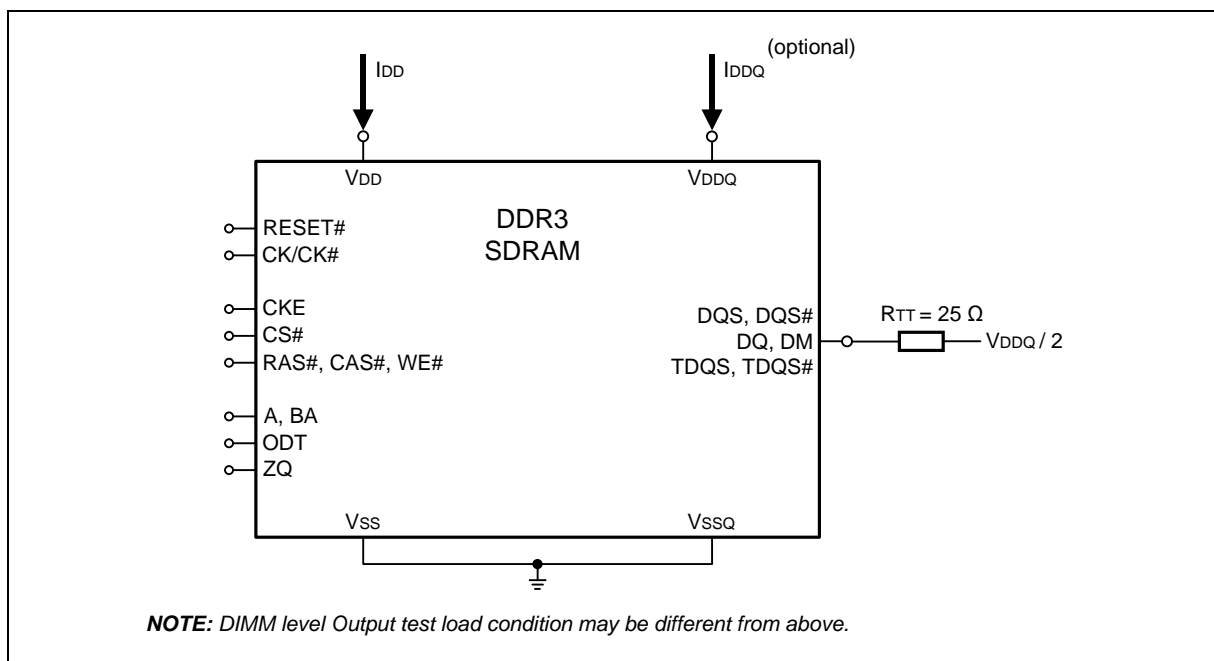 (optional)
IDD
IDDQ
VDD
VDDQ
DDR3
SDRAM
RESET#
CK/CK#
CKE
CS#
RAS#, CAS#, WE#
A, BA
ODT
ZQ
DQS, DQS#
DQ, DM
TDQS, TDQS#
RTT = 25 Ω
VDDQ / 2
VSS
VSSQ
NOTE: DIMM level Output test load condition may be different from above.